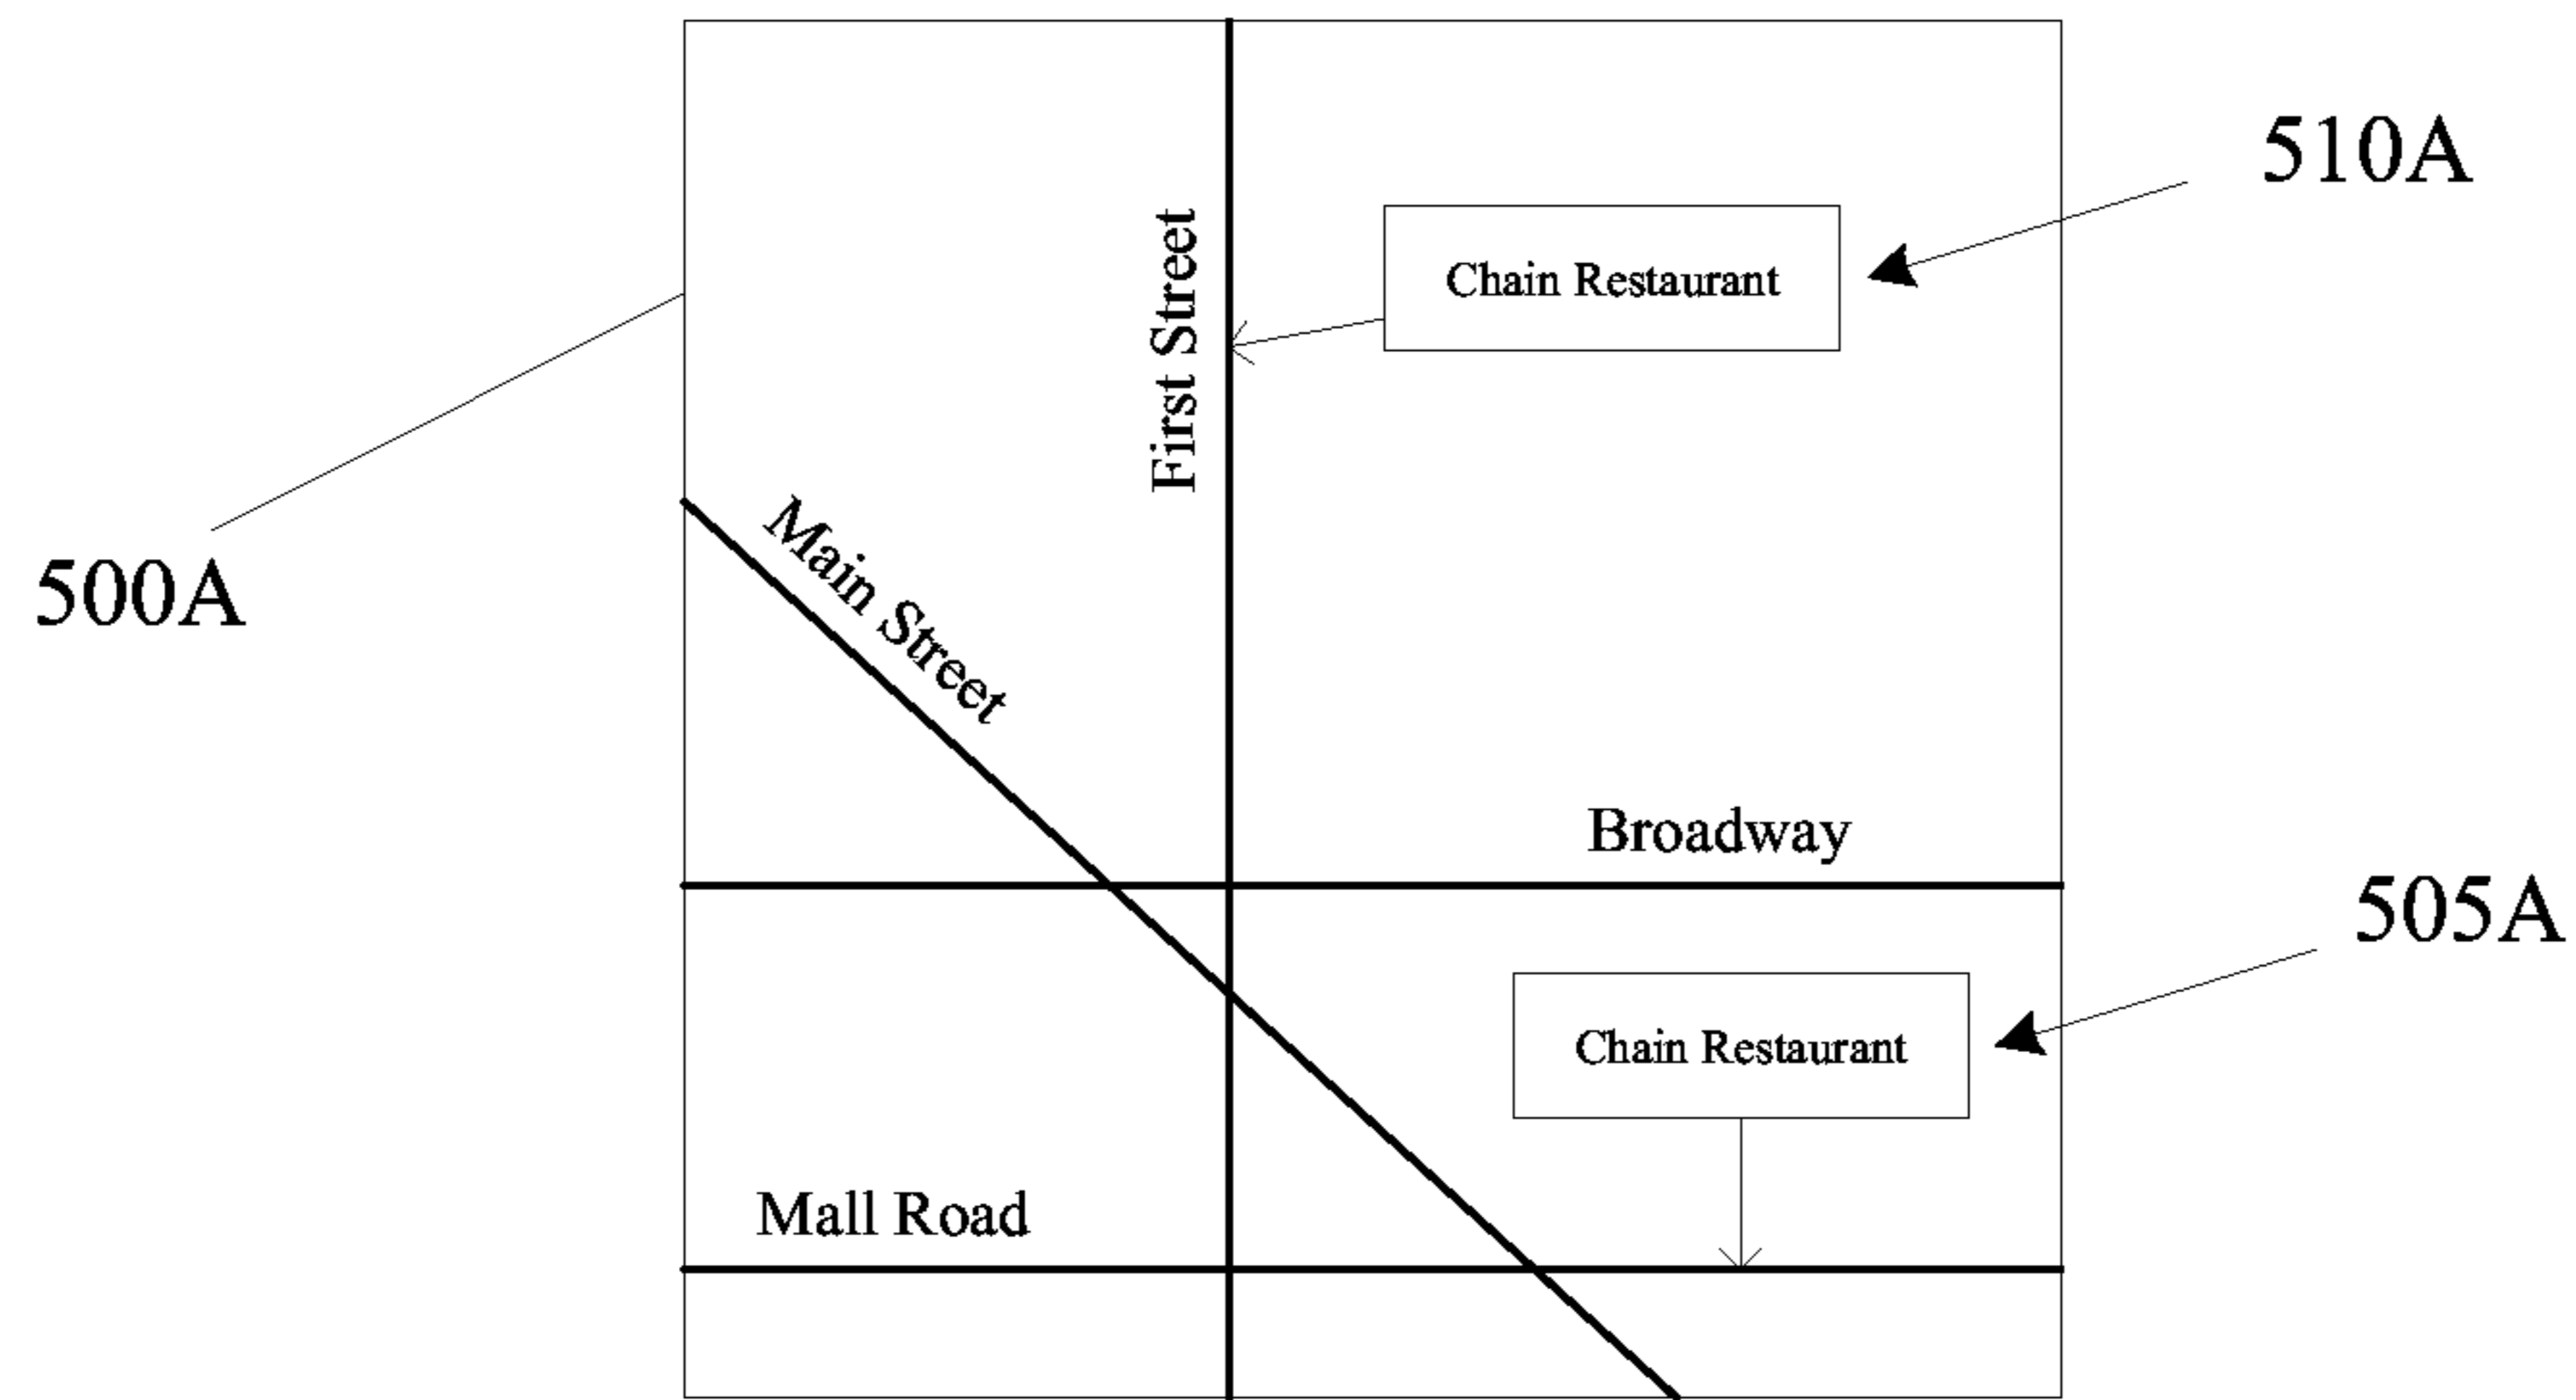 510A
Chain Restaurant
First Street
Main Street
500A
Broadway
505A
Chain Restaurant
Mall Road